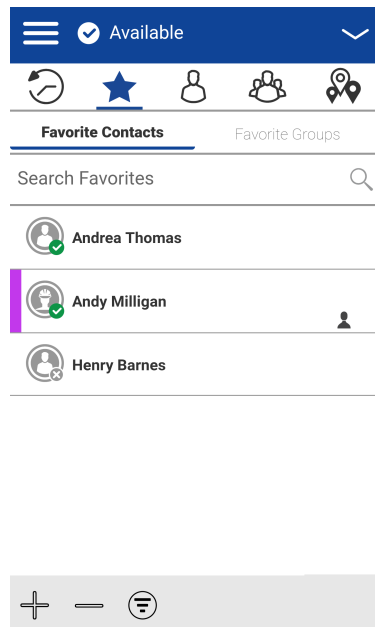 Available
Favorite Contacts
Favorite Groups
Search Favorites
Andrea Thomas
Andy Milligan
Henry Barnes